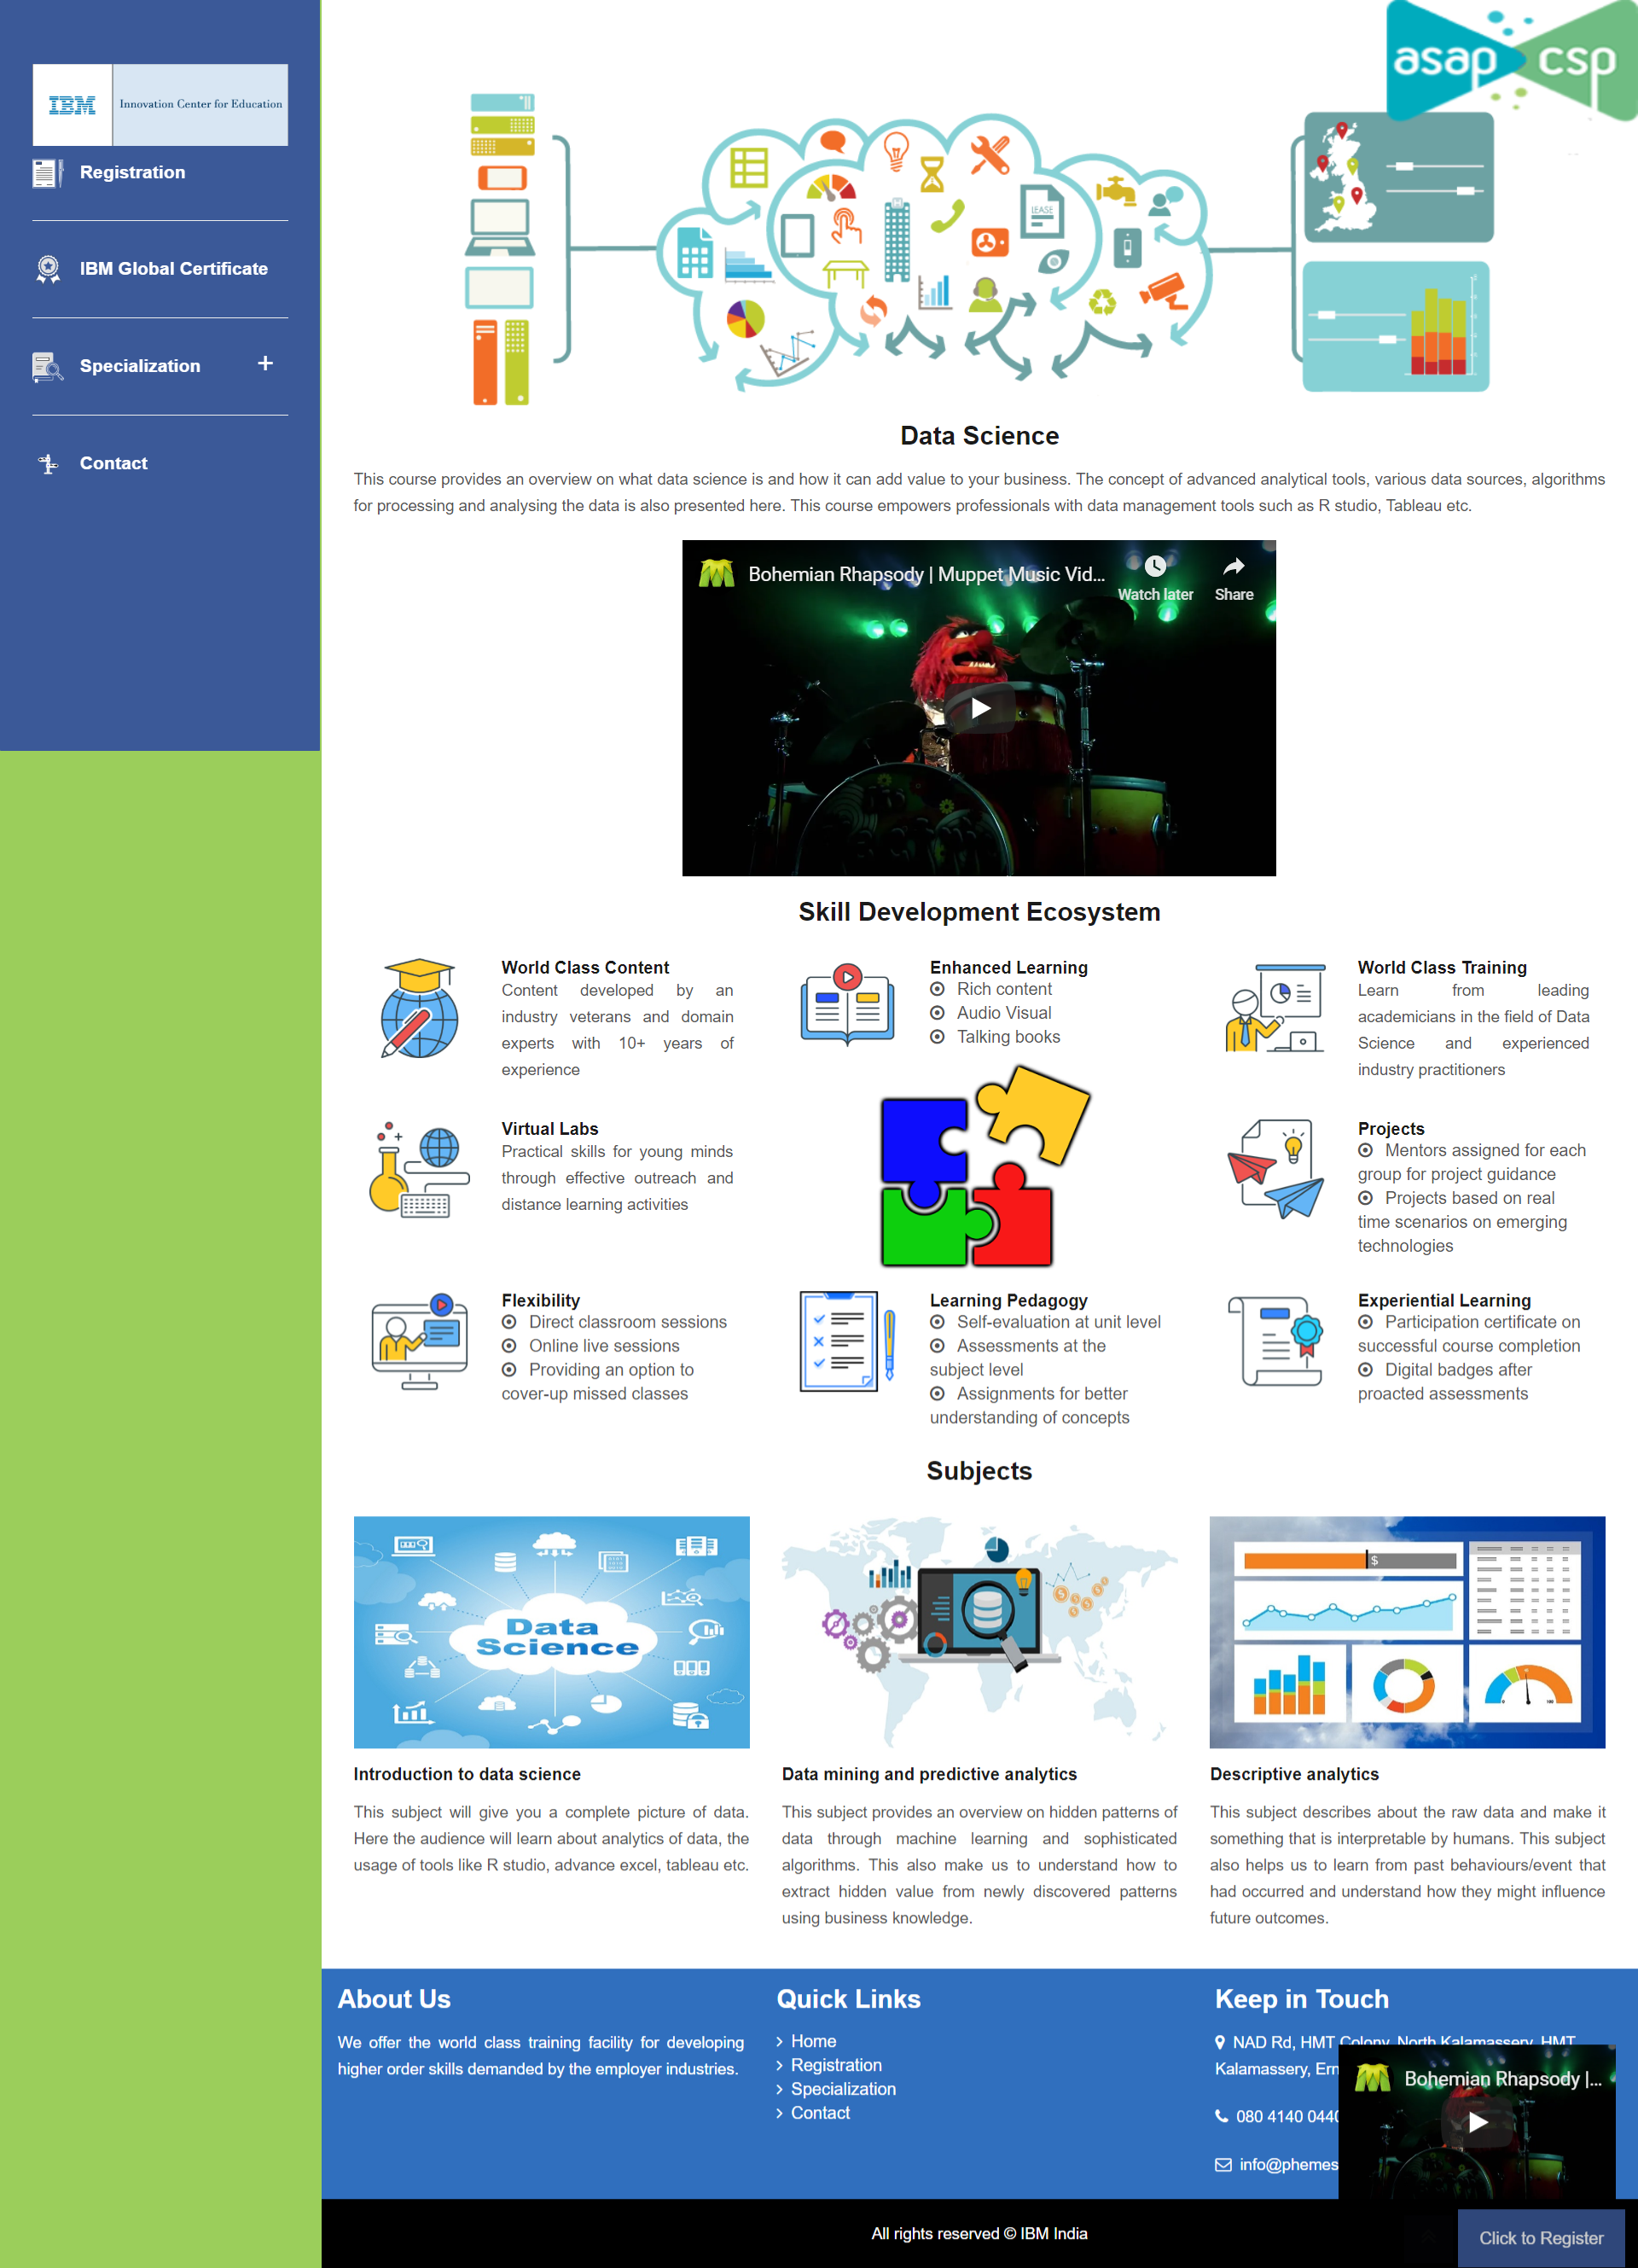 IBM
Innovation Center for Education
Registration
IBM Global Certificate
Specialization
Contact
asap csp
LEASE
Data Science
This course provides an overview on what data science is and how it can add value to your business. The concept of advanced analytical tools, various data sources, algorithms
for processing and analysing the data is also presented here. This course empowers professionals with data management tools such as R studio, Tableau etc.
Bohemian Rhapsody | Muppet Music Vid...
Watch later
Share
Skill Development Ecosystem
World Class Content
Content developed by an
industry veterans and domain
experts with 10+ years of
experience
Enhanced Learning
Rich content
Audio Visual
Talking books
World Class Training
Learn from leading
academicians in the field of Data
Science and experienced
industry practitioners
Virtual Labs
Practical skills for young minds
through effective outreach and
distance learning activities
Projects
Mentors assigned for each
group for project guidance
Projects based on real
time scenarios on emerging
technologies
Flexibility
Direct classroom sessions
Online live sessions
Providing an option to
cover-up missed classes
Learning Pedagogy
Self-evaluation at unit level
Assessments at the
subject level
Assignments for better
understanding of concepts
Experiential Learning
Participation certificate on
successful course completion
Digital badges after
proacted assessments
Subjects
Data
Science
$
Introduction to data science
This subject will give you a complete picture of data.
Here the audience will learn about analytics of data, the
usage of tools like R studio, advance excel, tableau etc.
Data mining and predictive analytics
This subject provides an overview on hidden patterns of
data through machine learning and sophisticated
algorithms. This also make us to understand how to
extract hidden value from newly discovered patterns
using business knowledge.
Descriptive analytics
This subject describes about the raw data and make it
something that is interpretable by humans. This subject
also helps us to learn from past behaviours/event that
had occurred and understand how they might influence
future outcomes.
About Us
We offer the world class training facility for developing
higher order skills demanded by the employer industries.
Quick Links
Home
Registration
Specialization
Contact
Keep in Touch
NAD Rd, HMT Colony, North Kalamassery, HMT
Kalamassery, Ern
080 4140 0440
info@phemes
Bohemian Rhapsody |...
All rights reserved © IBM India
Click to Register